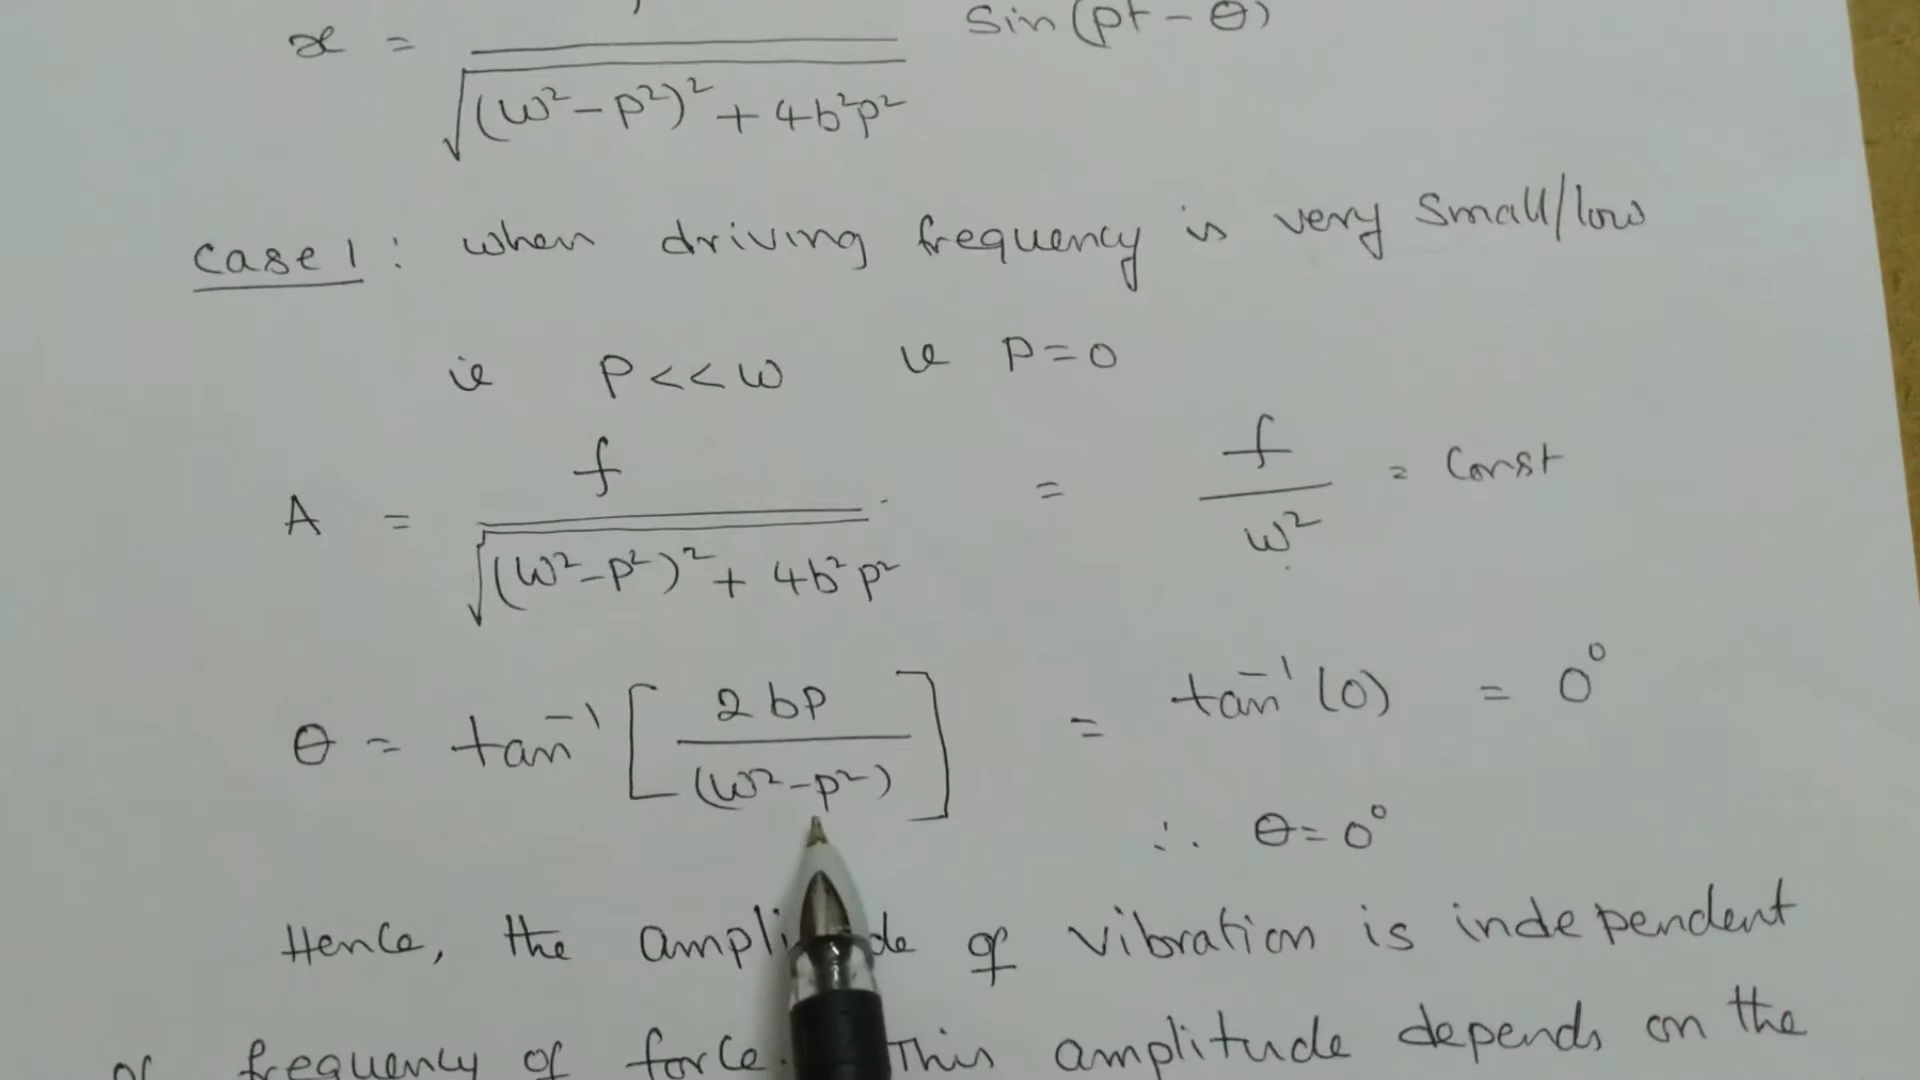 x = ――― Sin(pt - θ)
√(ω²-p²)² + 4b²p²
Case 1 : when driving frequency is very small/low
ie p<<ω ie p=0
A = f / √(ω²-p²)² + 4b²p² = f / ω² = Const
θ = tan⁻¹ [ 2bp / (ω²-p²) ] = tan⁻¹(0) = 0°
∴ θ=0°
Hence, the amplitude of vibration is independent
of frequency of force. This amplitude depends on the